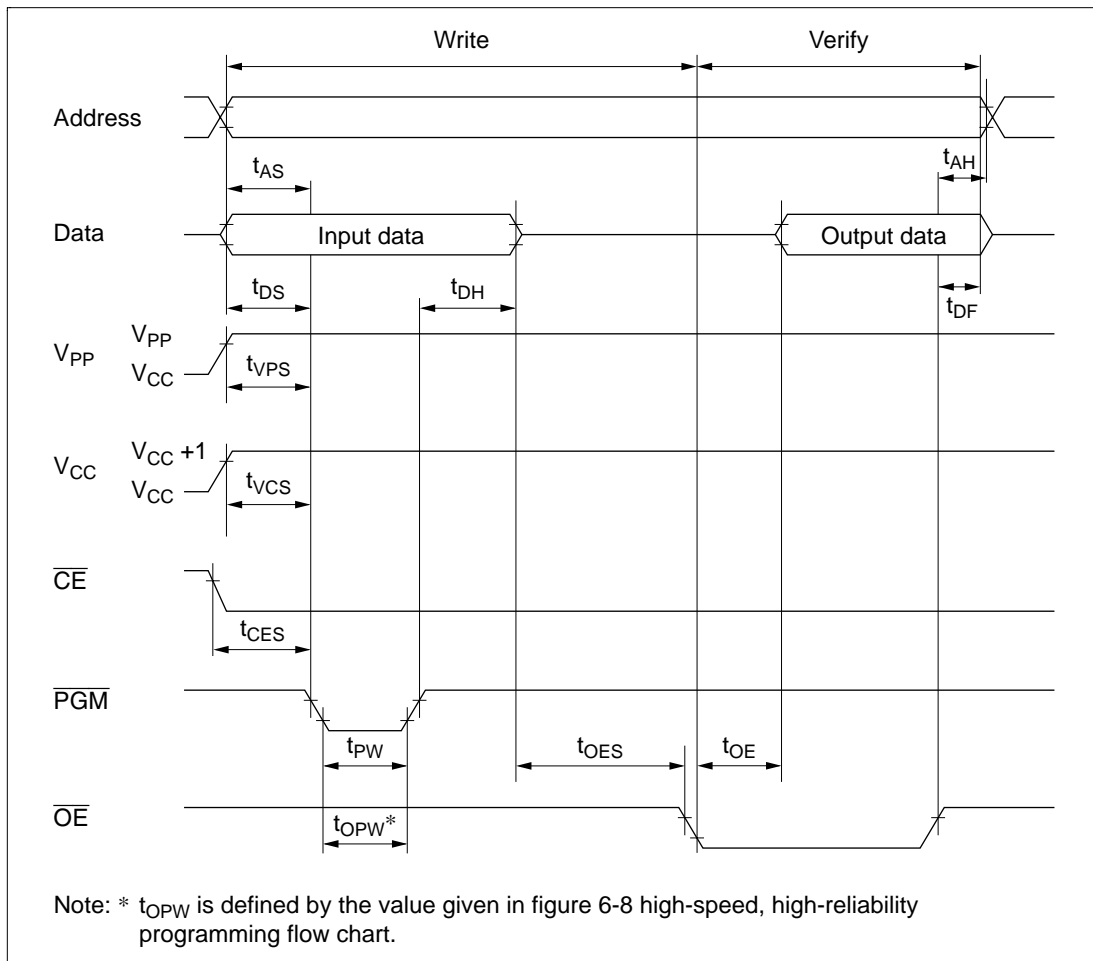 Write Verify
Address
tAS tAH
Data Input data Output data
tDS tDH tDF
VPP VPP
VCC tVPS
VCC VCC +1
VCC tVCS
CE
tCES
PGM
tPW tOES tOE
OE
tOPW*
Note: * tOPW is defined by the value given in figure 6-8 high-speed, high-reliability
programming flow chart.